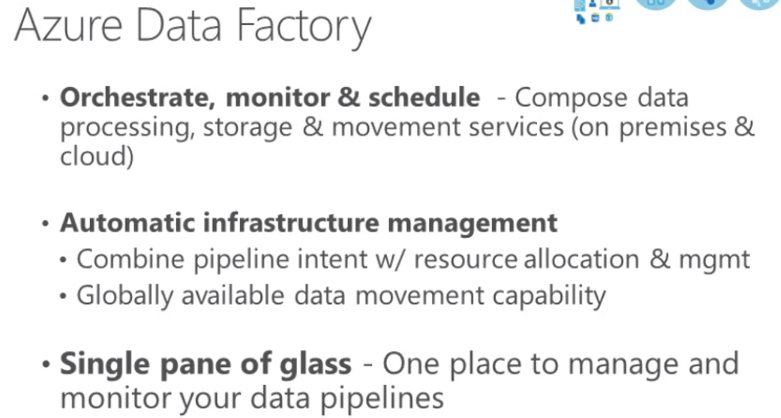 Azure Data Factory
• Orchestrate, monitor & schedule - Compose data
processing, storage & movement services (on premises &
cloud)
• Automatic infrastructure management
• Combine pipeline intent w/ resource allocation & mgmt
• Globally available data movement capability
• Single pane of glass - One place to manage and
monitor your data pipelines